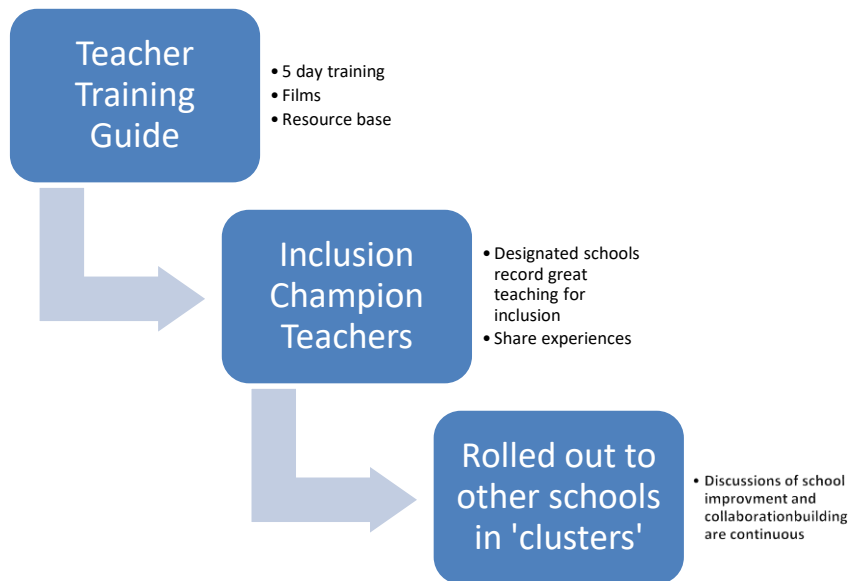 Teacher
Training
Guide
• 5 day training
• Films
• Resource base
Inclusion
Champion
Teachers
• Designated schools
record great
teaching for
inclusion
• Share experiences
Rolled out to
other schools
in 'clusters'
• Discussions of school
improvment and
collaborationbuilding
are continuous